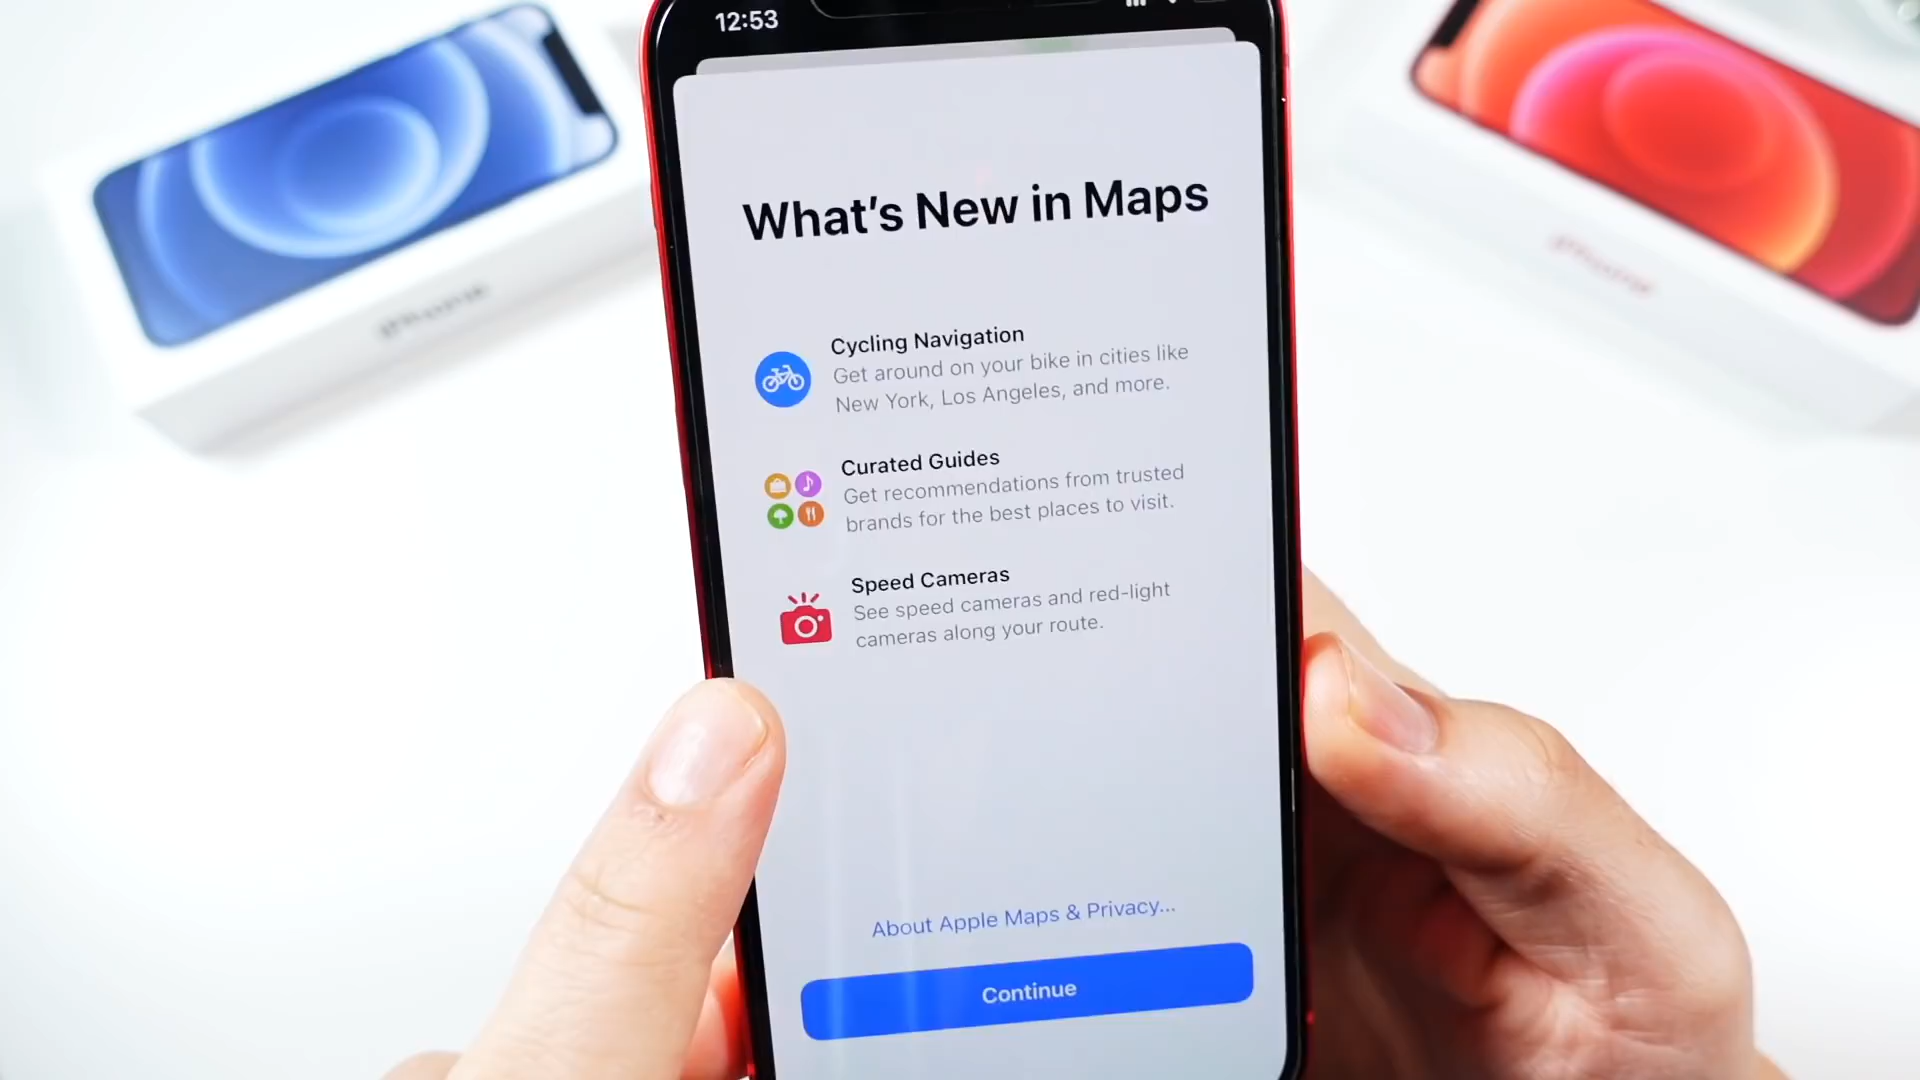 12:53
What's New in Maps
Cycling Navigation
Get around on your bike in cities like
New York, Los Angeles, and more.
Curated Guides
Get recommendations from trusted
brands for the best places to visit.
Speed Cameras
See speed cameras and red-light
cameras along your route.
About Apple Maps & Privacy...
Continue
iPhone
iPhone